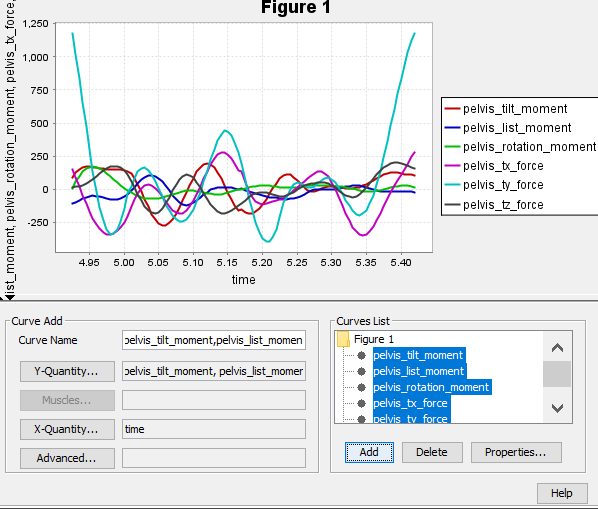 Figure 1
ist_moment, pelvis_rotation_moment, pelvis_tx_force,
1,250
1,000
750
500
250
0
-250
4.95 5.00 5.05 5.10 5.15 5.20 5.25 5.30 5.35 5.40
time
pelvis_tilt_moment
pelvis_list_moment
pelvis_rotation_moment
pelvis_tx_force
pelvis_ty_force
pelvis_tz_force
Curve Add
Curve Name pelvis_tilt_moment,pelvis_list_momen
Y-Quantity... pelvis_tilt_moment, pelvis_list_momer
Muscles...
X-Quantity... time
Advanced...
Curves List
Figure 1
pelvis_tilt_moment
pelvis_list_moment
pelvis_rotation_moment
pelvis_tx_force
pelvis_ty_force
Add Delete Properties...
Help